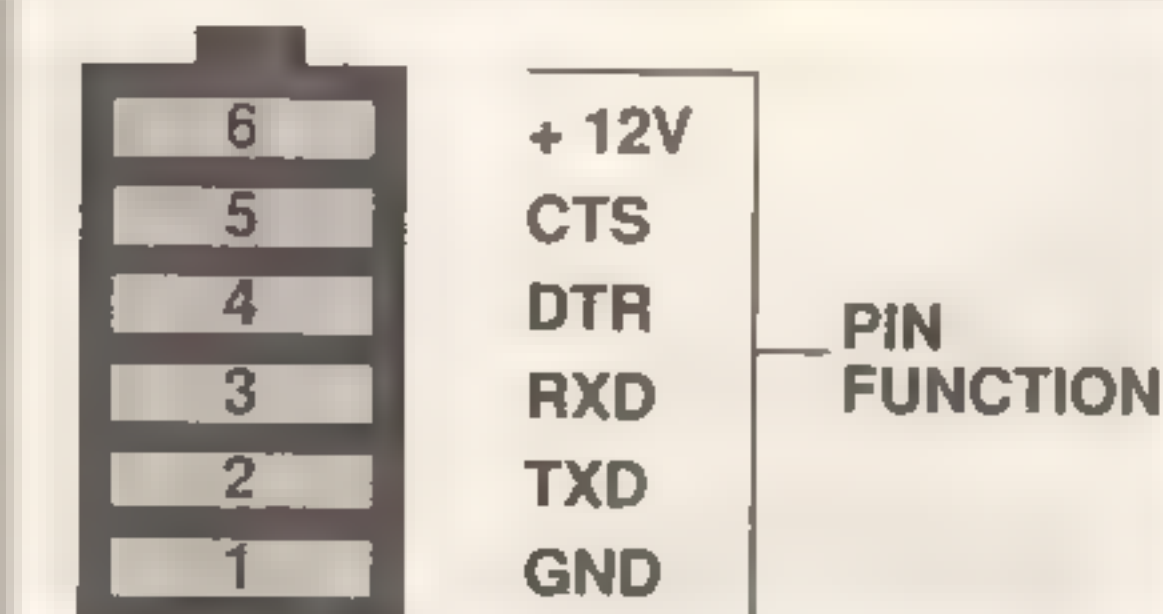 6 + 12V
5 CTS
4 DTR
3 RXD
2 TXD
1 GND
PIN
FUNCTION